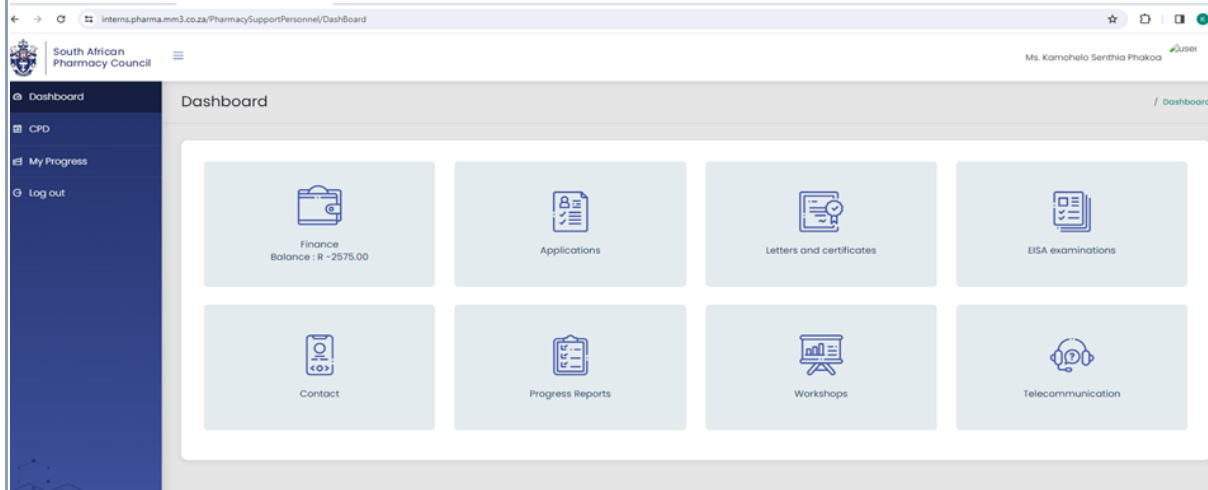 interns.pharma.mm3.co.za/PharmacySupportPersonnel/DashBoard
K
South African
Pharmacy Council
Ms. Kamohelo Senthia Phakoa
user
Dashboard
CPD
My Progress
Log out
Dashboard
/ Dashboard
Finance
Balance : R -2575.00
Applications
Letters and certificates
EISA examinations
Contact
Progress Reports
Workshops
Telecommunication